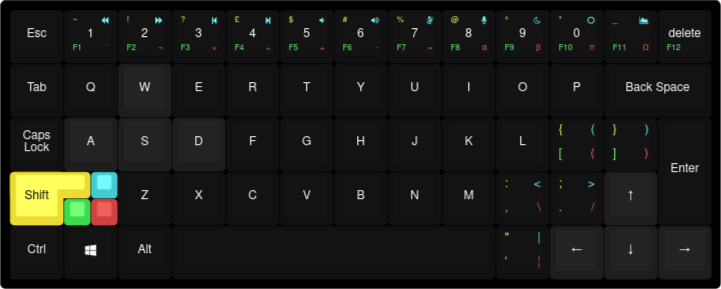 Esc ~ ! ? £ $ # % @ ^ * _ delete
1 2 3 4 5 6 7 8 9 0
F1 ` F2 ¬ F3 F4 ÷ F5 + F6 - F7 = F8 α F9 β F10 π F11 Ω F12
Tab Q W E R T Y U I O P Back Space
Caps Lock A S D F G H J K L { ( } )
[ ⟨ ] ⟩
Enter
Shift Z X C V B N M : < ; > ↑
, \ . /
Ctrl Alt " | ← ↓ →
' ¦